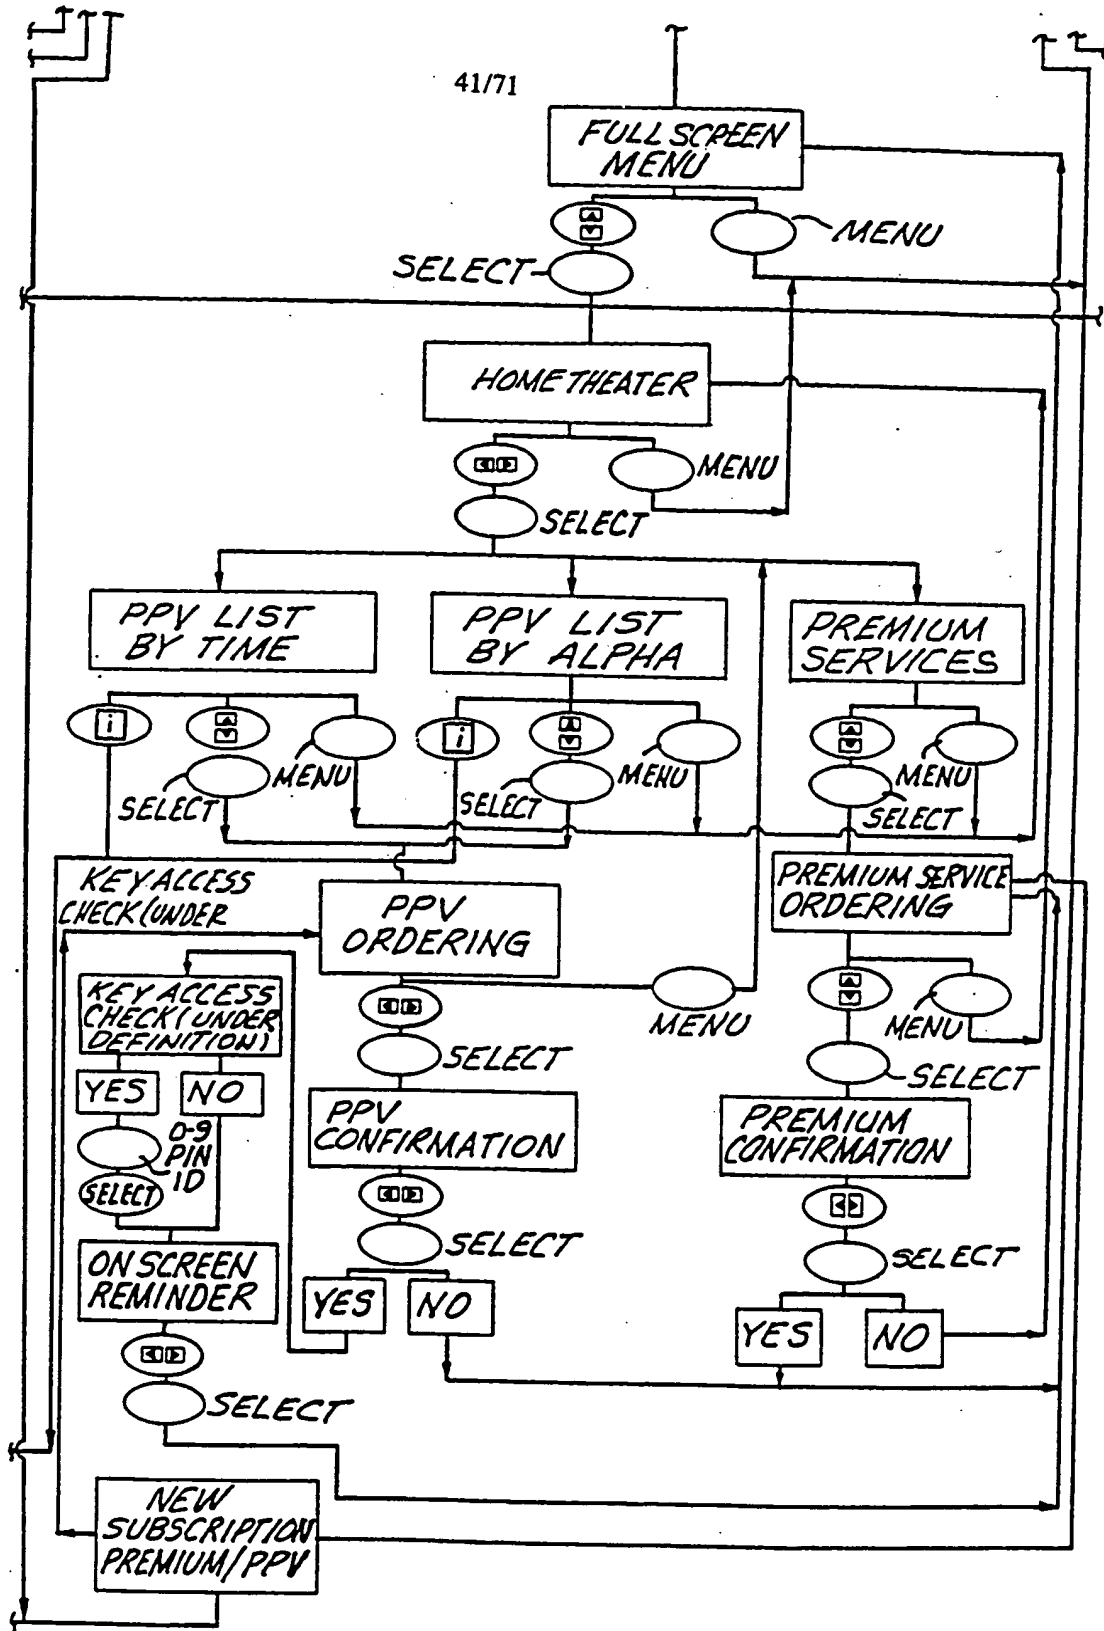 41/71
FULL SCREEN
MENU
MENU
SELECT
HOME THEATER
MENU
SELECT
PPV LIST
BY TIME
PPV LIST
BY ALPHA
PREMIUM
SERVICES
i
i
SELECT
MENU
SELECT
MENU
MENU
SELECT
KEY ACCESS
CHECK (UNDER
PPV
ORDERING
PREMIUM SERVICE
ORDERING
KEY ACCESS
CHECK (UNDER
DEFINITION)
MENU
MENU
SELECT
SELECT
YES
NO
0-9
PIN
ID
SELECT
PPV
CONFIRMATION
PREMIUM
CONFIRMATION
SELECT
SELECT
ON SCREEN
REMINDER
YES
NO
YES
NO
SELECT
NEW
SUBSCRIPTION
PREMIUM/PPV